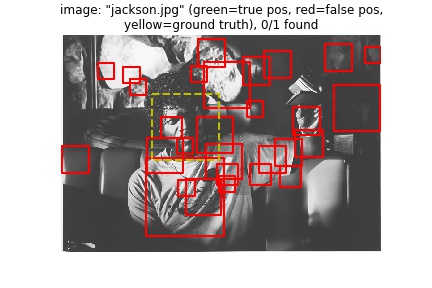 image: "jackson.jpg" (green=true pos, red=false pos,
yellow=ground truth), 0/1 found